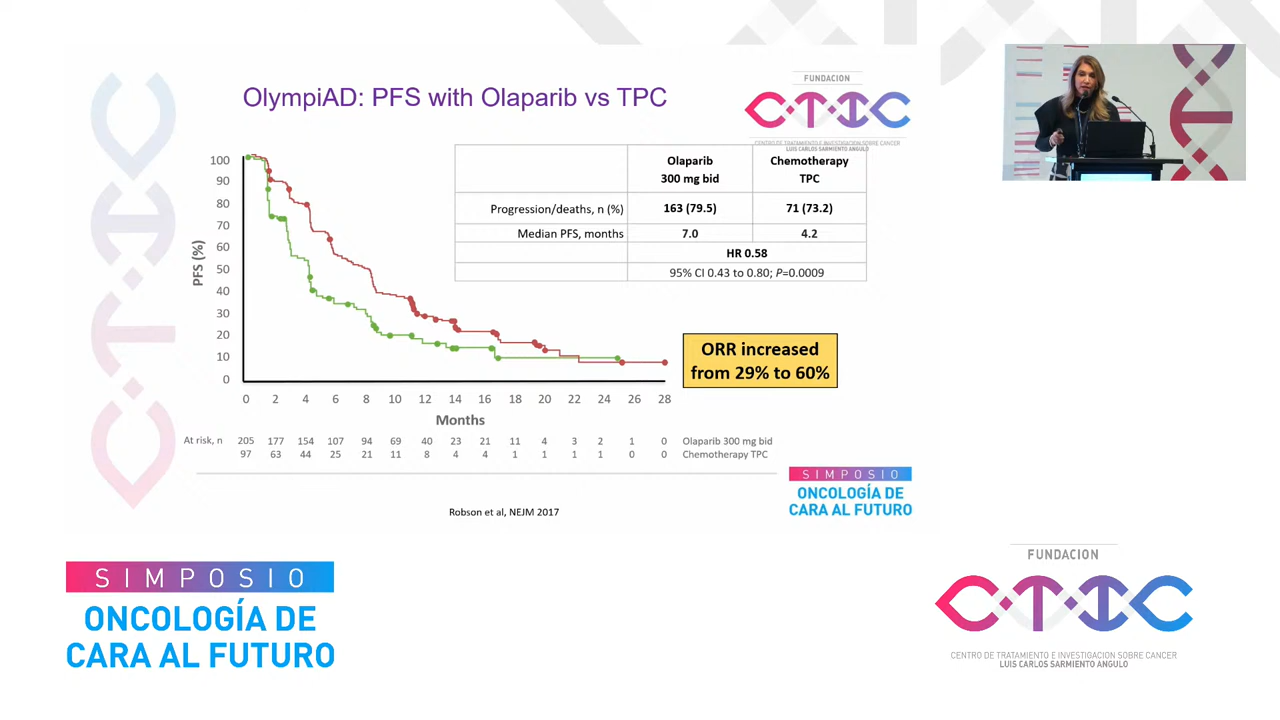 OlympiAD: PFS with Olaparib vs TPC
FUNDACION
CTIC
CENTRO DE TRATAMIENTO E INVESTIGACION SOBRE CANCER
LUIS CARLOS SARMIENTO ANGULO
Olaparib
300 mg bid
Chemotherapy
TPC
Progression/deaths, n (%) 163 (79.5) 71 (73.2)
Median PFS, months 7.0 4.2
HR 0.58
95% CI 0.43 to 0.80; P=0.0009
PFS (%)
100
90
80
70
60
50
40
30
20
10
0
0 2 4 6 8 10 12 14 16 18 20 22 24 26 28
Months
ORR increased
from 29% to 60%
At risk, n 205 177 154 107 94 69 40 23 21 11 4 3 2 1 0 Olaparib 300 mg bid
97 63 44 25 21 11 8 4 4 1 1 1 1 0 0 Chemotherapy TPC
SIMPOSIO
ONCOLOGÍA DE
CARA AL FUTURO
Robson et al, NEJM 2017
CTIC
SIMPOSIO
ONCOLOGÍA DE
CARA AL FUTURO
FUNDACION
CTIC
CENTRO DE TRATAMIENTO E INVESTIGACION SOBRE CANCER
LUIS CARLOS SARMIENTO ANGULO